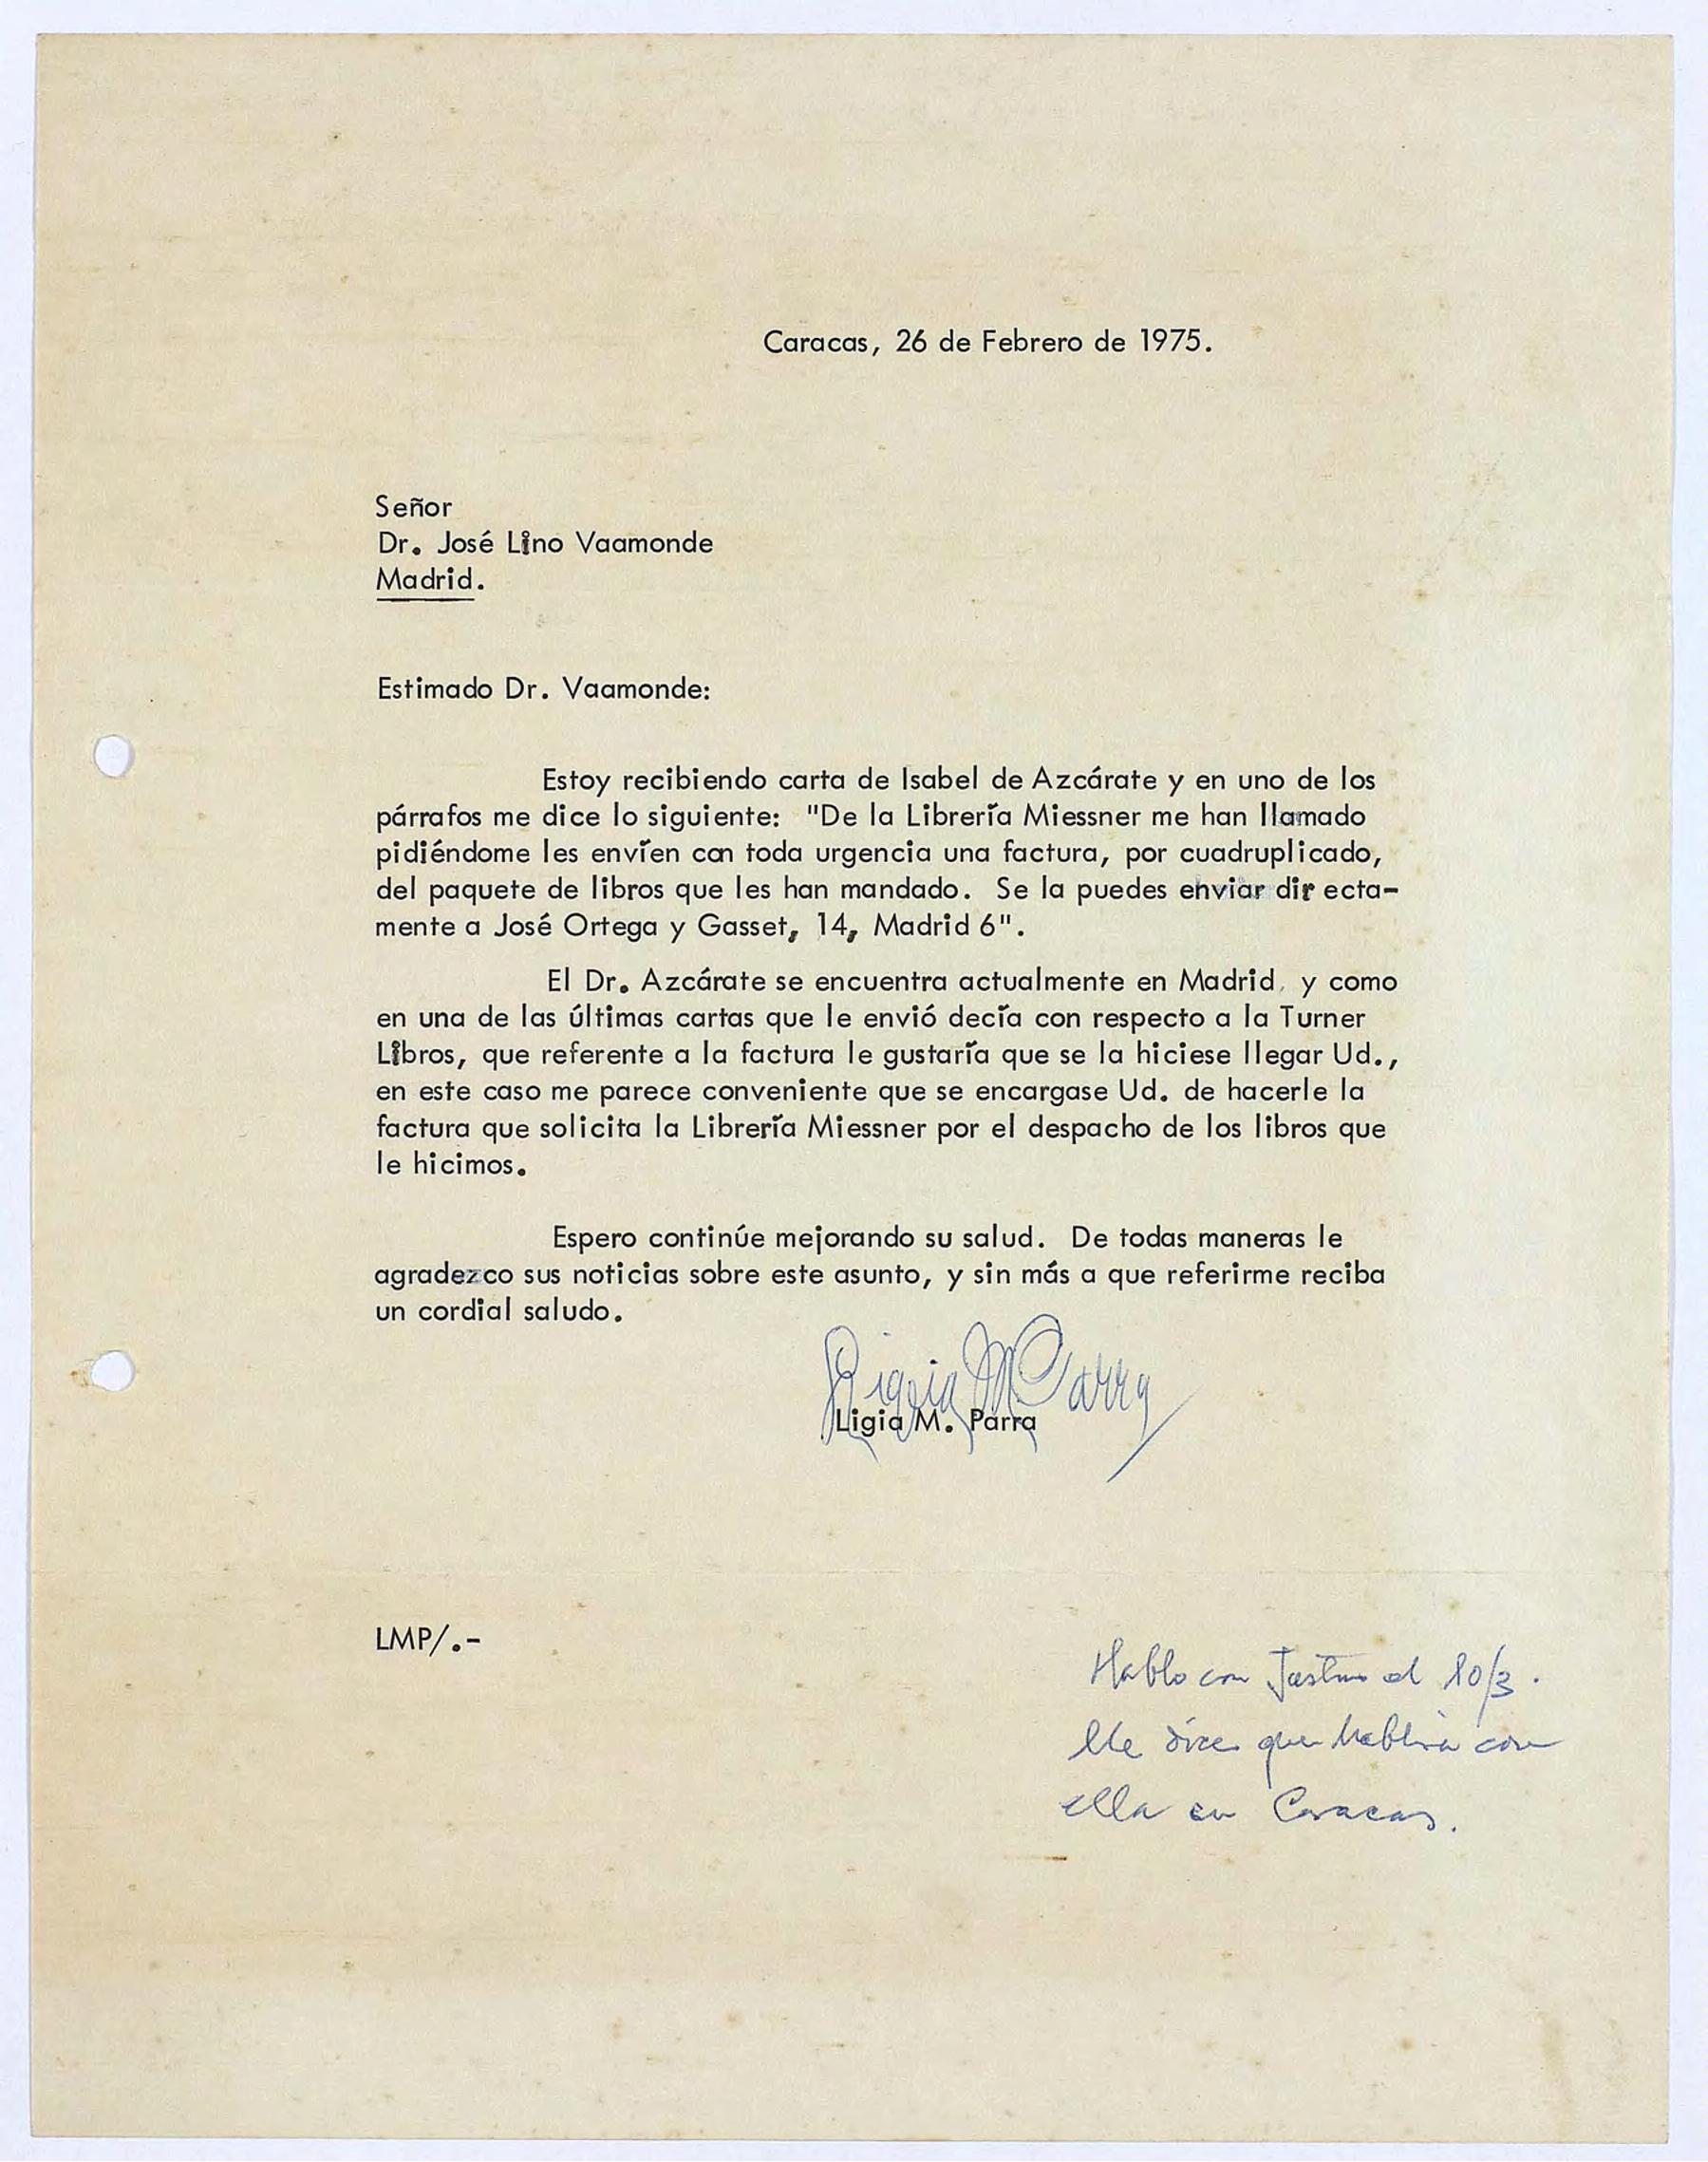 Caracas, 26 de Febrero de 1975.
Señor
Dr. José Lino Vaamonde
Madrid.
Estimado Dr. Vaamonde:
Estoy recibiendo carta de Isabel de Azcárate y en uno de los
párrafos me dice lo siguiente: "De la Librería Miessner me han llamado
pidiéndome les envíen con toda urgencia una factura, por cuadruplicado,
del paquete de libros que les han mandado. Se la puedes enviar dir ecta-
mente a José Ortega y Gasset, 14, Madrid 6".
El Dr. Azcárate se encuentra actualmente en Madrid, y como
en una de las últimas cartas que le envió decía con respecto a la Turner
Libros, que referente a la factura le gustaría que se la hiciese llegar Ud.,
en este caso me parece conveniente que se encargase Ud. de hacerle la
factura que solicita la Librería Miessner por el despacho de los libros que
le hicimos.
Espero continúe mejorando su salud. De todas maneras le
agradezco sus noticias sobre este asunto, y sin más a que referirme reciba
un cordial saludo.
Ligia M Parra
Ligia M. Parra
LMP/.-
Hablo con Justino el 10/3.
Me dice que hablará con
ella en Caracas.